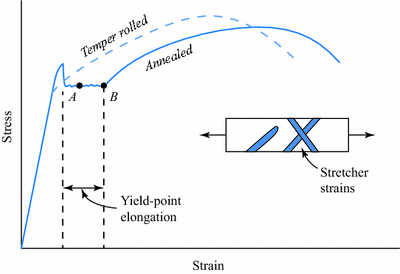 Temper rolled
Annealed
A
B
Stress
Yield-point
elongation
Stretcher
strains
Strain